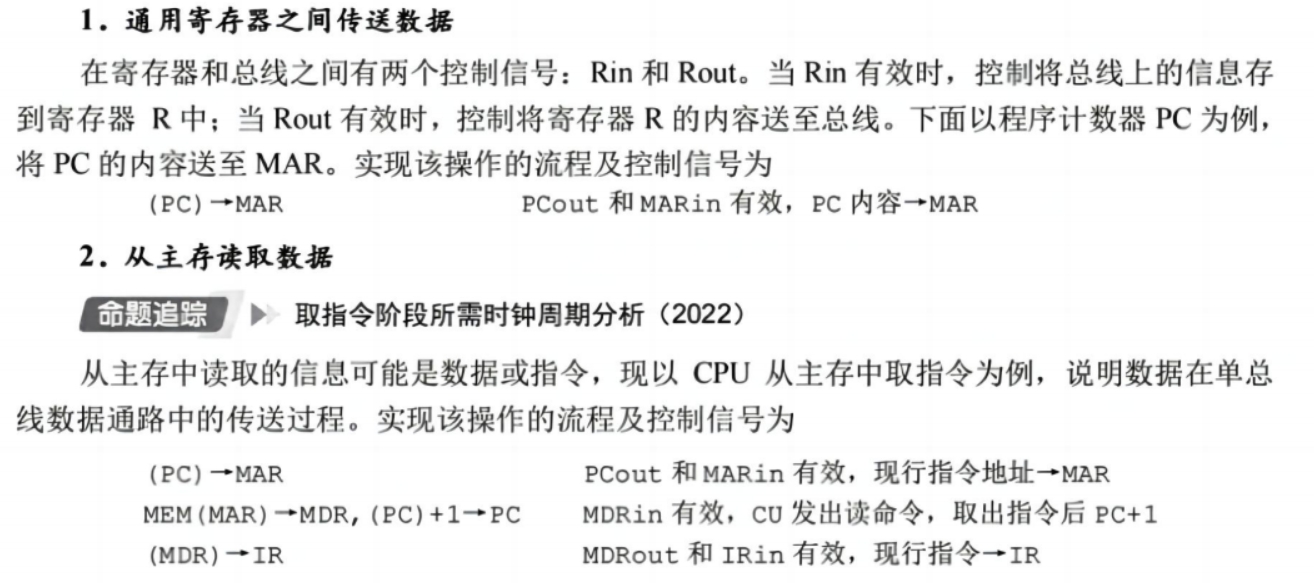 1. 通用寄存器之间传送数据
在寄存器和总线之间有两个控制信号：Rin 和 Rout。当 Rin 有效时，控制将总线上的信息存
到寄存器 R 中；当 Rout 有效时，控制将寄存器 R 的内容送至总线。下面以程序计数器 PC 为例，
将 PC 的内容送至 MAR。实现该操作的流程及控制信号为
(PC)→MAR PCout 和 MARin 有效，PC 内容→MAR
2. 从主存读取数据
命题追踪 取指令阶段所需时钟周期分析（2022）
从主存中读取的信息可能是数据或指令，现以 CPU 从主存中取指令为例，说明数据在单总
线数据通路中的传送过程。实现该操作的流程及控制信号为
(PC)→MAR PCout 和 MARin 有效，现行指令地址→MAR
MEM(MAR)→MDR,(PC)+1→PC MDRin 有效，CU 发出读命令，取出指令后 PC+1
(MDR)→IR MDRout 和 IRin 有效，现行指令→IR